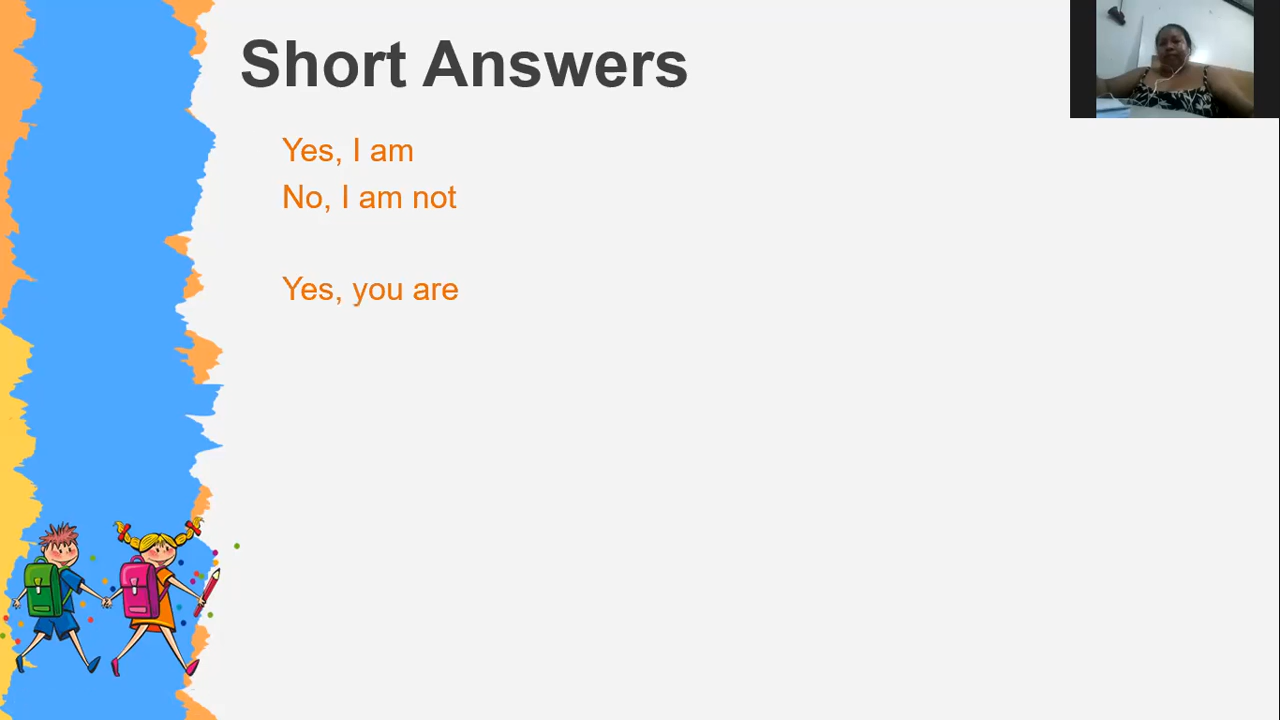 Short Answers
Yes, I am
No, I am not
Yes, you are